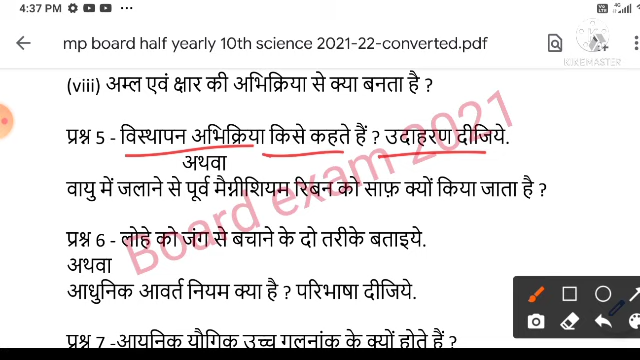 4:37 PM
mp board half yearly 10th science 2021-22-converted.pdf
KINEMASTER
(viii) अम्ल एवं क्षार की अभिक्रिया से क्या बनता है ?
प्रश्न 5 - विस्थापन अभिक्रिया किसे कहते हैं ? उदाहरण दीजिये.
अथवा
वायु में जलाने से पूर्व मैग्नीशियम रिबन को साफ़ क्यों किया जाता है ?
Board exam 2021
प्रश्न 6 - लोहे को जंग से बचाने के दो तरीके बताइये.
अथवा
आधुनिक आवर्त नियम क्या है ? परिभाषा दीजिये.
प्रश्न 7 -आयनिक यौगिक उच्च गलनांक के क्यों होते हैं ?